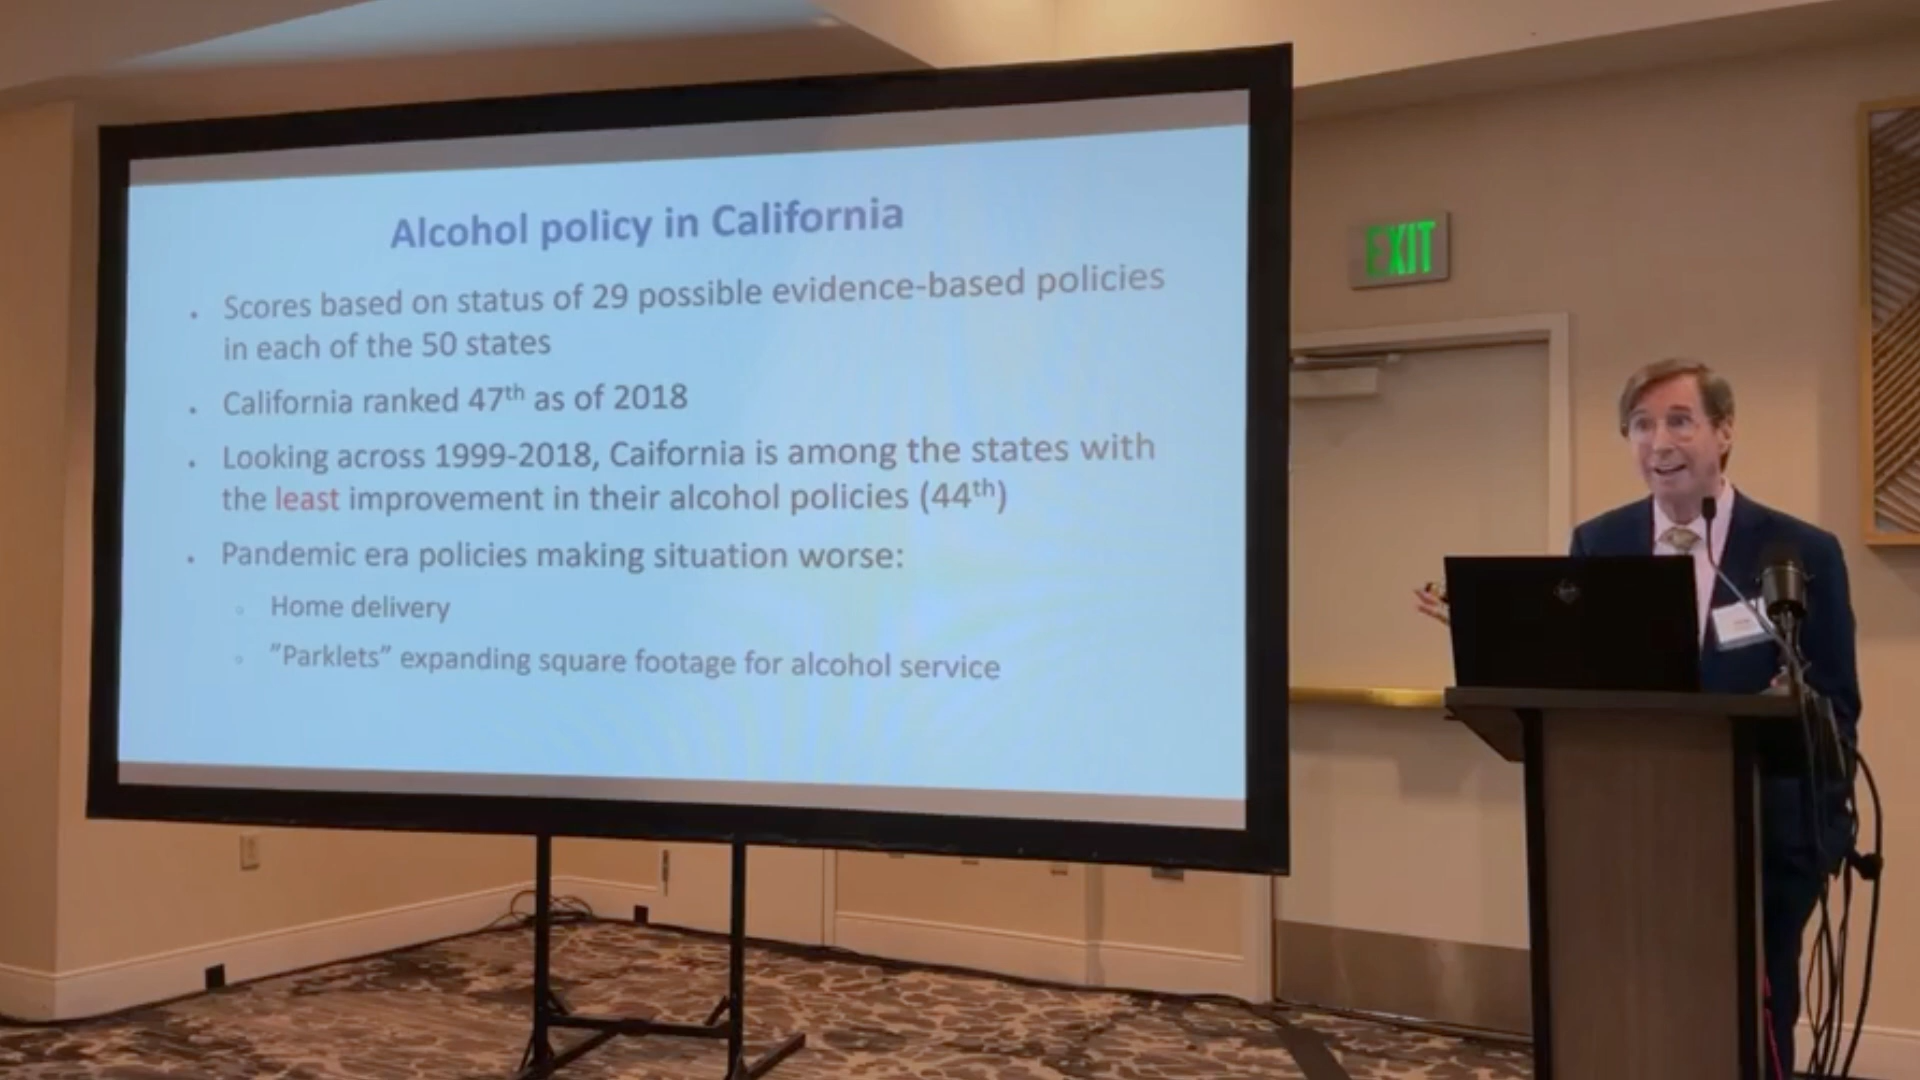 Alcohol policy in California
. Scores based on status of 29 possible evidence-based policies
in each of the 50 states
. California ranked 47th as of 2018
. Looking across 1999-2018, Caifornia is among the states with
the least improvement in their alcohol policies (44th)
. Pandemic era policies making situation worse:
◦ Home delivery
◦ ”Parklets” expanding square footage for alcohol service
EXIT